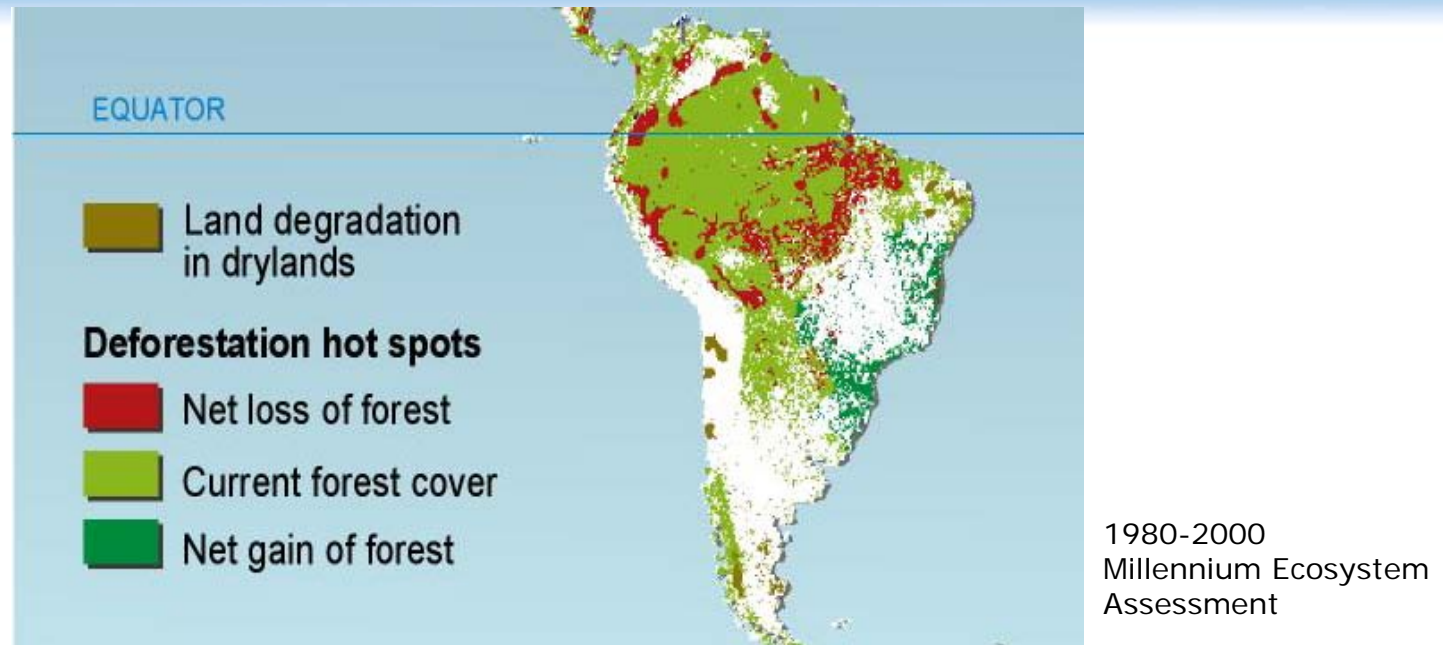 EQUATOR
Land degradation
in drylands
Deforestation hot spots
Net loss of forest
Current forest cover
Net gain of forest
1980-2000
Millennium Ecosystem
Assessment